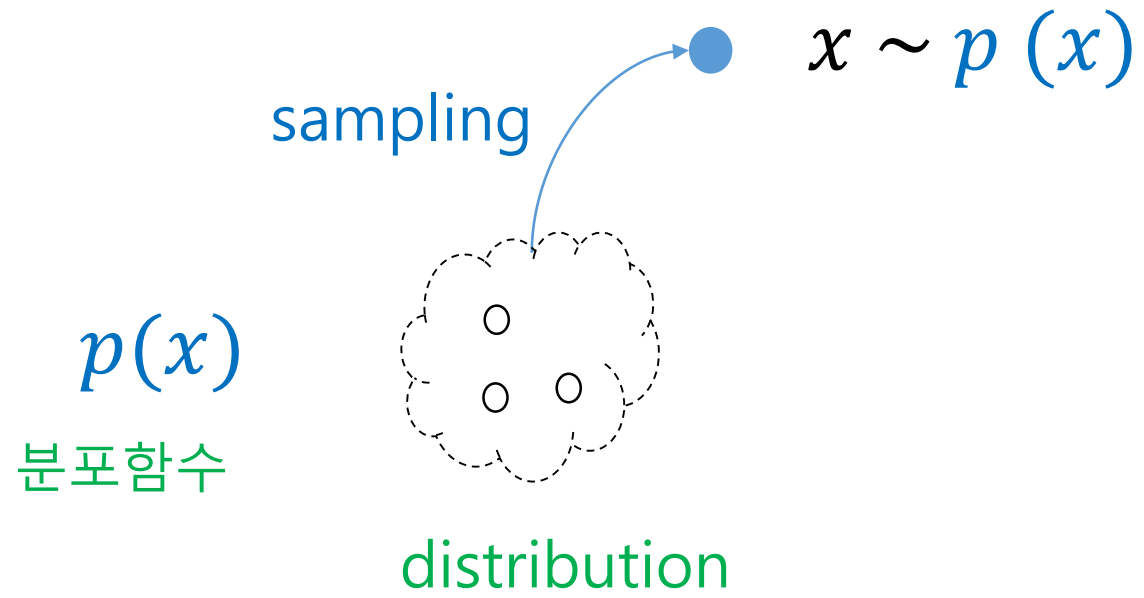 x ~ p (x)
sampling
p(x)
분포함수
distribution